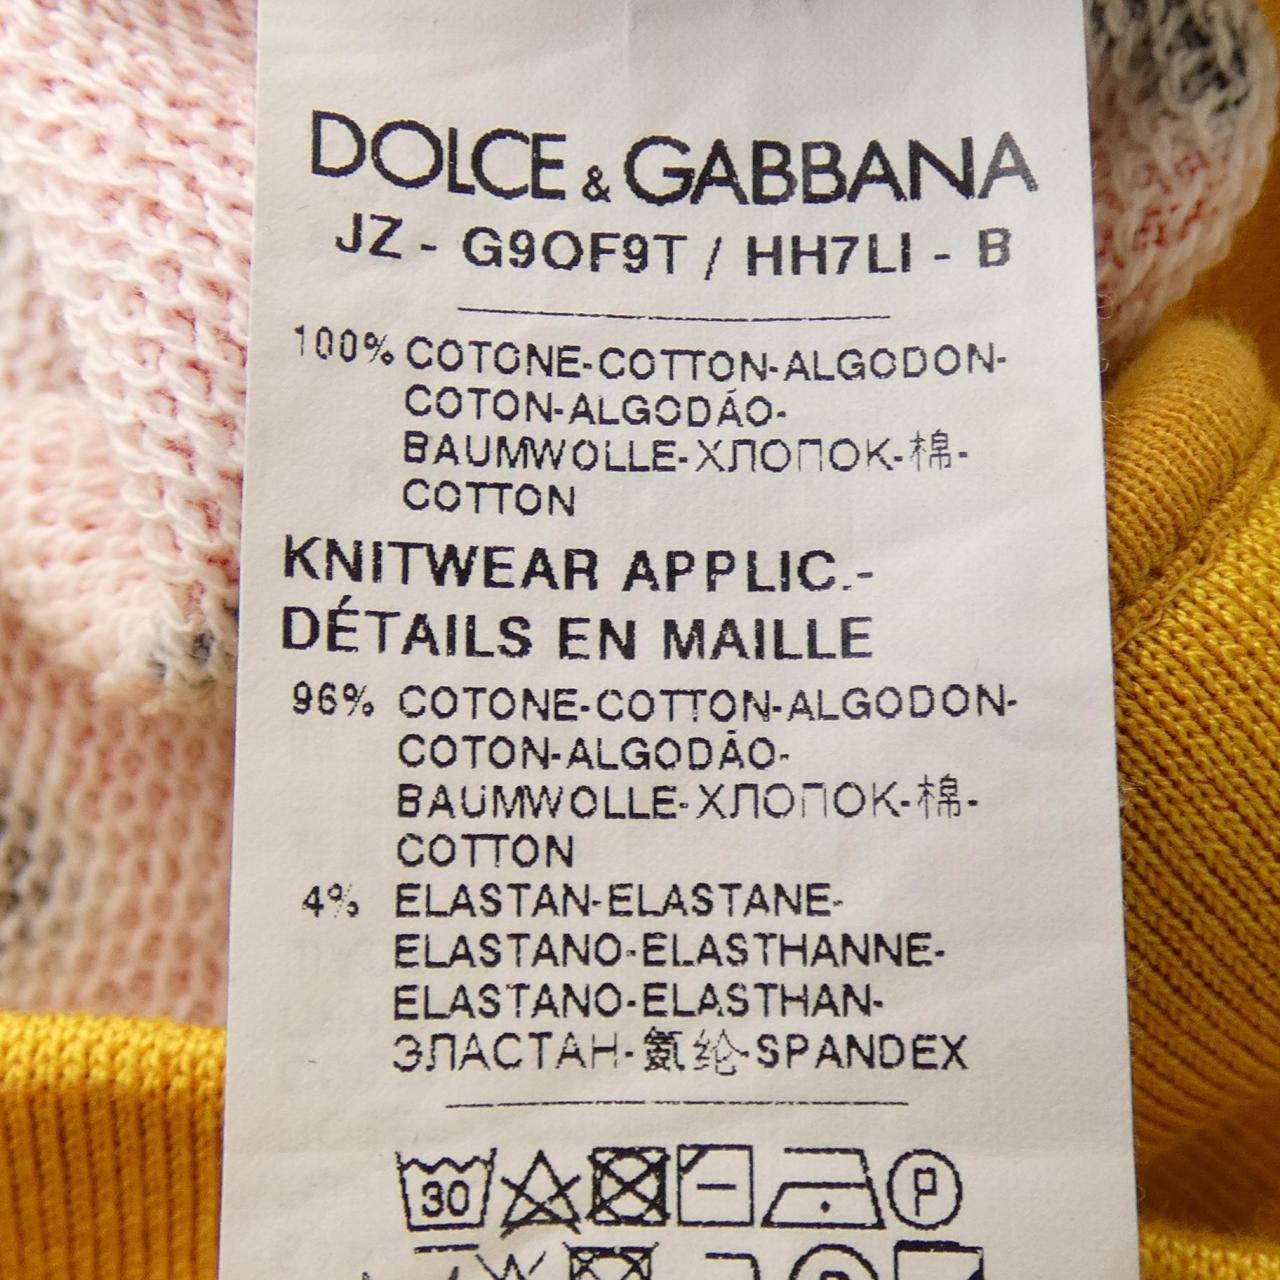 DOLCE & GABBANA
JZ - G9OF9T / HH7LI - B
100% COTONE-COTTON-ALGODON-
COTON-ALGODÃO-
BAUMWOLLE-ХЛОПОК-棉-
COTTON
KNITWEAR APPLIC.-
DÉTAILS EN MAILLE
96% COTONE-COTTON-ALGODON-
COTON-ALGODÃO-
BAUMWOLLE-ХЛОПОК-棉-
COTTON
4% ELASTAN-ELASTANE-
ELASTANO-ELASTHANNE-
ELASTANO-ELASTHAN-
ЭЛАСТАН-氨纶-SPANDEX
30 P